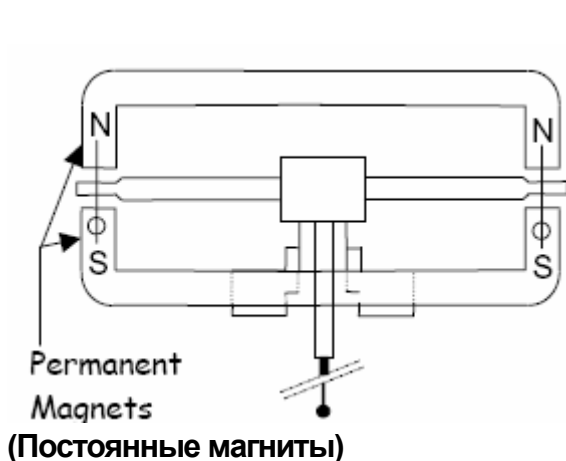 N N
S S
Permanent
Magnets
(Постоянные магниты)